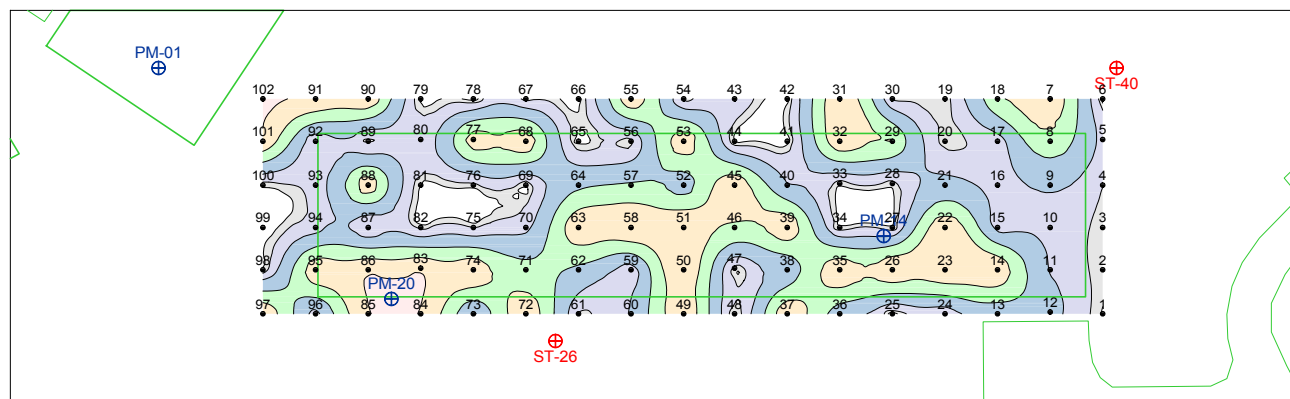 PM-01
ST-40
102 91 90 79 78 67 66 55 54 43 42 31 30 19 18 7 6
101 92 89 80 77 68 65 56 53 44 41 32 29 20 17 8 5
100 93 88 81 76 69 64 57 52 45 40 33 28 21 16 9 4
99 94 87 82 75 70 63 58 51 46 39 34 27 22 15 10 3
PM-14
98 95 86 83 74 71 62 59 50 47 38 35 26 23 14 11 2
PM-20
97 96 85 84 73 72 61 60 49 48 37 36 25 24 13 12 1
ST-26